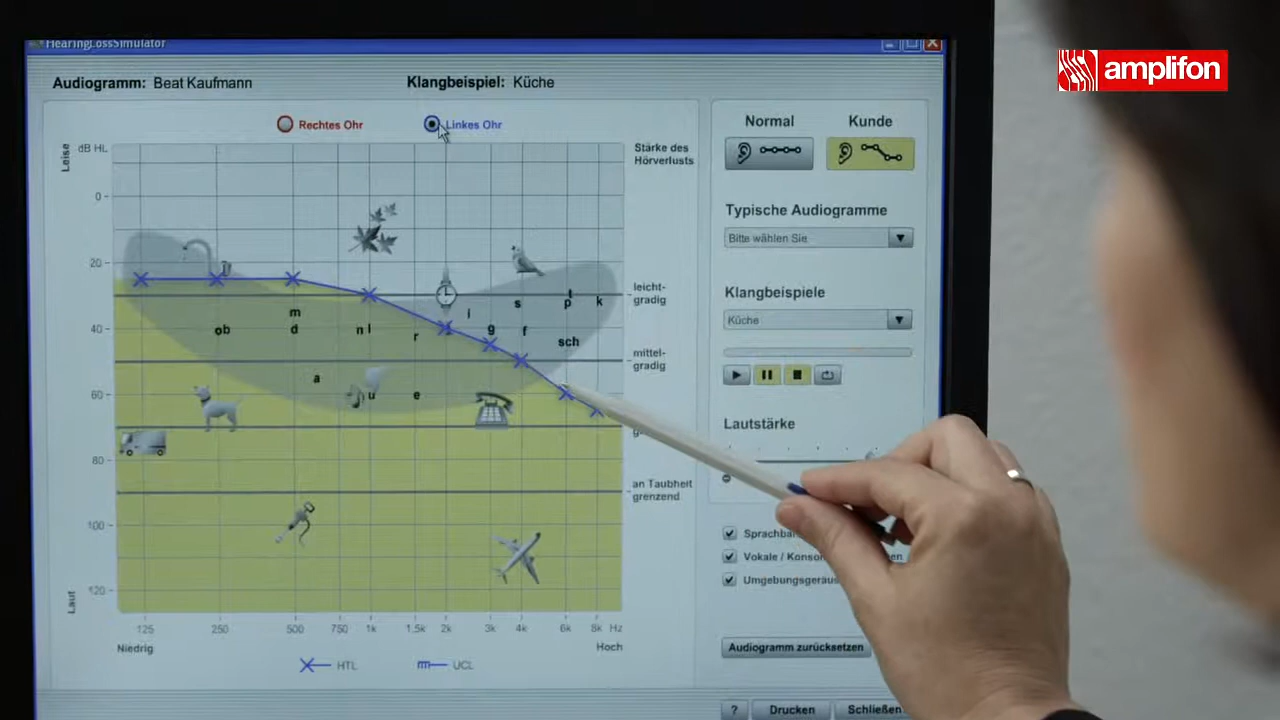 HearingLossSimulator
amplifon
Audiogramm: Beat Kaufmann
Klangbeispiel: Küche
Rechtes Ohr
Linkes Ohr
Normal
Kunde
Leise
dB HL
Stärke des
Hörverlusts
0
20
40
60
80
100
120
Laut
leicht-
gradig
mittel-
gradig
an Taubheit
grenzend
m
d
ob
n l
r
i
g
s
f
t
p
k
sch
a
u
e
125
250
500
750
1k
1.5k
2k
3k
4k
6k
8k
Hz
Niedrig
Hoch
HTL
UCL
Typische Audiogramme
Bitte wählen Sie
Klangbeispiele
Küche
Lautstärke
Audiogramm zurücksetzen
?
Drucken
Schließen